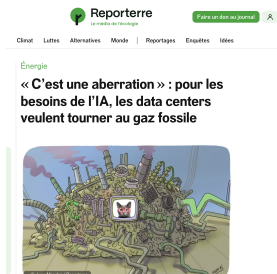 Reporterre
Le média de l'écologie
Faire un don au journal
Climat Luttes Alternatives Monde | Reportages Enquêtes Idées
Énergie
« C'est une aberration » : pour les
besoins de l'IA, les data centers
veulent tourner au gaz fossile